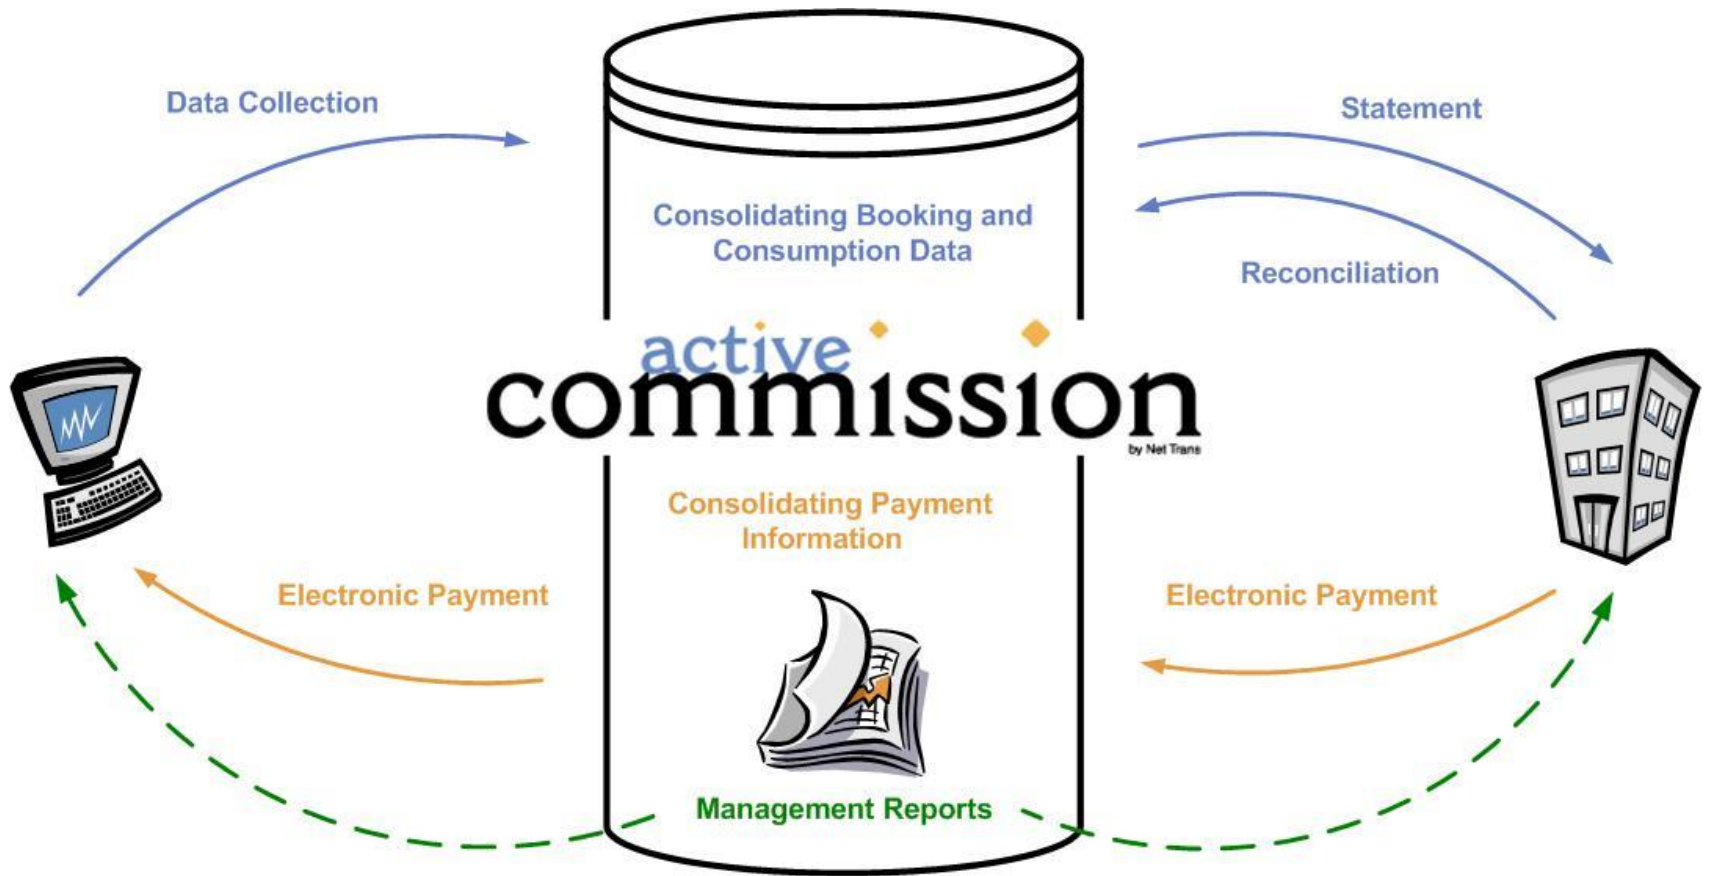 Data Collection
Statement
Consolidating Booking and
Consumption Data
Reconciliation
active
commission
by Net Trans
Consolidating Payment
Information
Electronic Payment
Electronic Payment
Management Reports